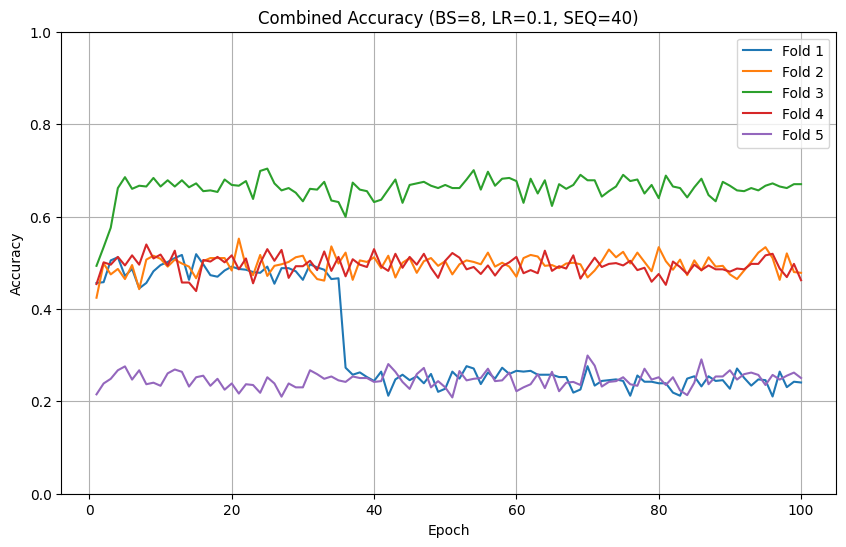 Combined Accuracy (BS=8, LR=0.1, SEQ=40)
1.0
0.8
0.6
0.4
0.2
0.0
Accuracy
Fold 1
Fold 2
Fold 3
Fold 4
Fold 5
0 20 40 60 80 100
Epoch